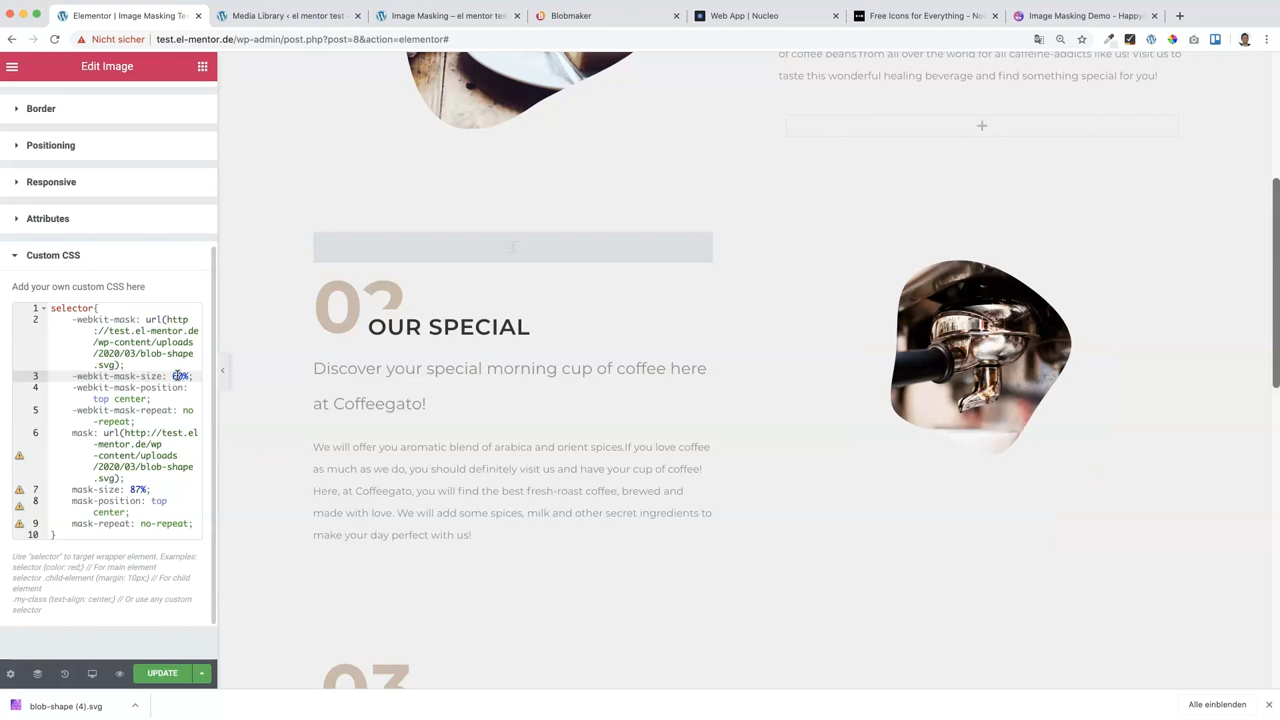 Elementor | Image Masking Tes
Media Library ‹ el mentor test
Image Masking – el mentor tes
Blobmaker
Web App | Nucleo
Free Icons for Everything - Nou
Image Masking Demo - HappyA
Nicht sicher
test.el-mentor.de/wp-admin/post.php?post=8&action=elementor#
Edit Image
Border
Positioning
Responsive
Attributes
Custom CSS
Add your own custom CSS here
1 selector{
2 -webkit-mask: url(http
://test.el-mentor.de
/wp-content/uploads
/2020/03/blob-shape
.svg);
3 -webkit-mask-size: 60%;
4 -webkit-mask-position:
top center;
5 -webkit-mask-repeat: no
-repeat;
6 mask: url(http://test.el
-mentor.de/wp
-content/uploads
/2020/03/blob-shape
.svg);
7 mask-size: 87%;
8 mask-position: top
center;
9 mask-repeat: no-repeat;
10 }
Use "selector" to target wrapper element. Examples:
selector {color: red;} // For main element
selector .child-element {margin: 10px;} // For child
element
.my-class {text-align: center;} // Or use any custom
selector
UPDATE
of coffee beans from all over the world for all caffeine-addicts like us! Visit us to
taste this wonderful healing beverage and find something special for you!
02
OUR SPECIAL
Discover your special morning cup of coffee here
at Coffeegato!
We will offer you aromatic blend of arabica and orient spices.If you love coffee
as much as we do, you should definitely visit us and have your cup of coffee!
Here, at Coffeegato, you will find the best fresh-roast coffee, brewed and
made with love. We will add some spices, milk and other secret ingredients to
make your day perfect with us!
03
blob-shape (4).svg
Alle einblenden